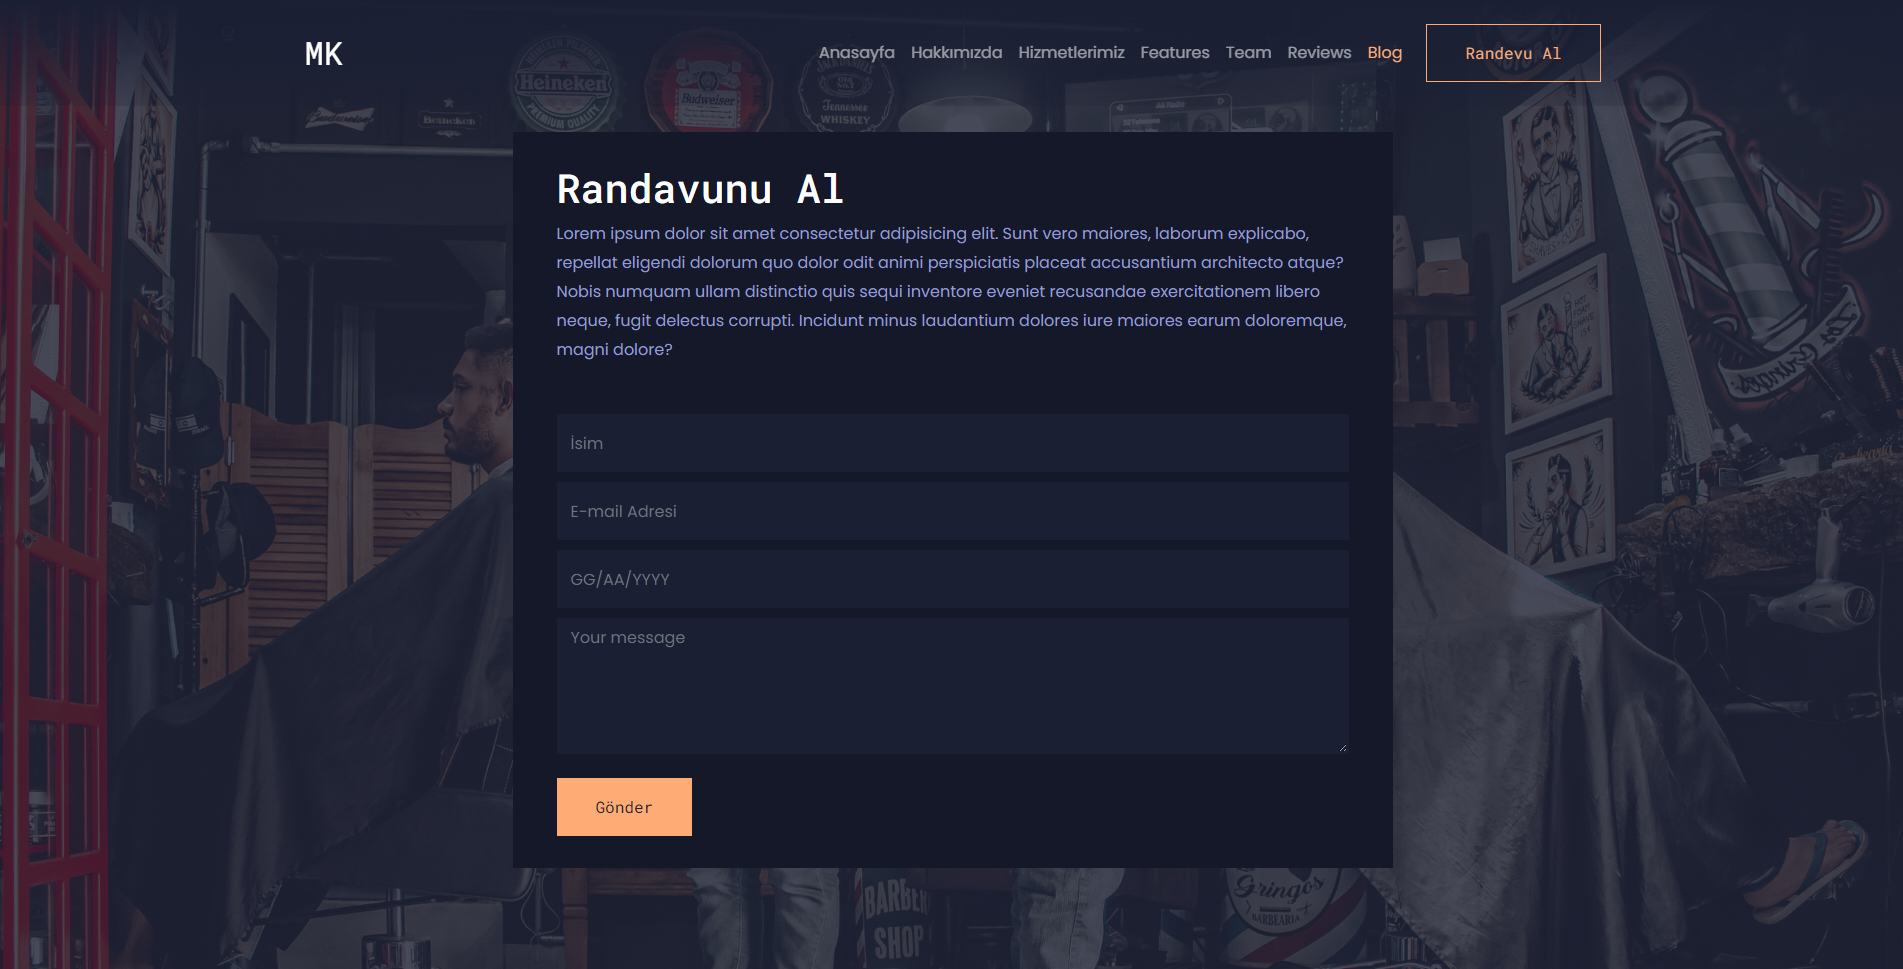 MK
Anasayfa Hakkımızda Hizmetlerimiz Features Team Reviews Blog Randevu Al
Heineken
PREMIUM QUALITY
Budweiser
Tennessee
WHISKEY
Budweiser
Heineken
Randavunu Al
Lorem ipsum dolor sit amet consectetur adipisicing elit. Sunt vero maiores, laborum explicabo,
repellat eligendi dolorum quo dolor odit animi perspiciatis placeat accusantium architecto atque?
Nobis numquam ullam distinctio quis sequi inventore eveniet recusandae exercitationem libero
neque, fugit delectus corrupti. Incidunt minus laudantium dolores iure maiores earum doloremque,
magni dolore?
İsim
E-mail Adresi
GG/AA/YYYY
Your message
Gönder
BARBER
SHOP
Gringos
BARBEARIA